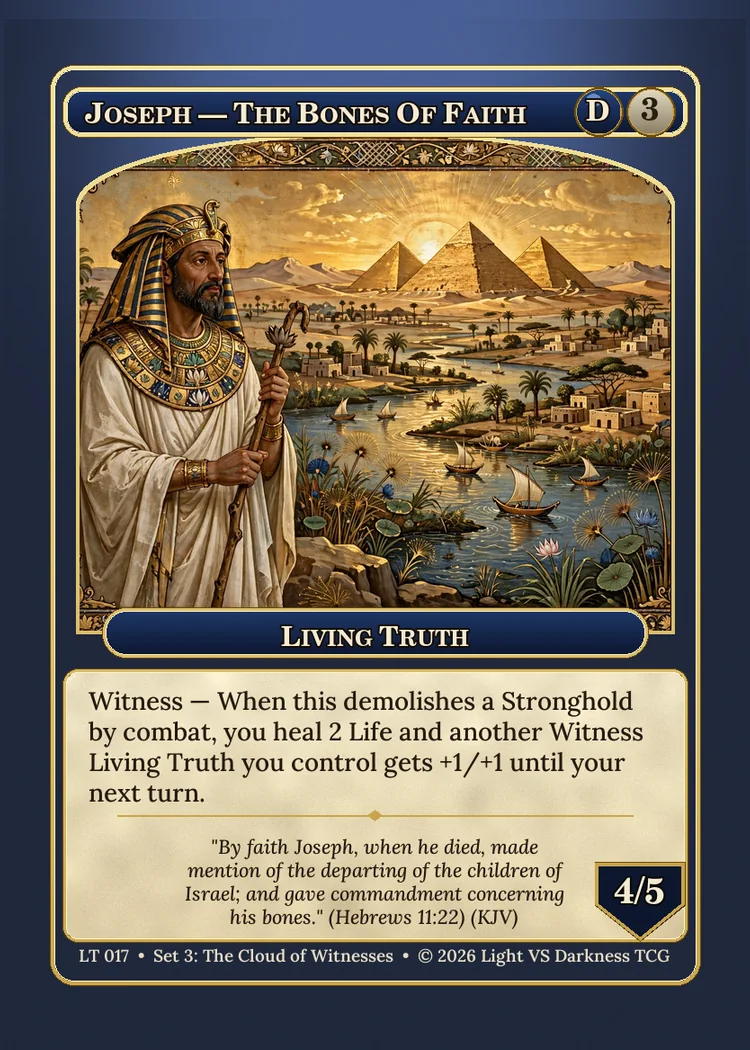 Joseph — The Bones Of Faith D 3
Living Truth
Witness — When this demolishes a Stronghold
by combat, you heal 2 Life and another Witness
Living Truth you control gets +1/+1 until your
next turn.
"By faith Joseph, when he died, made
mention of the departing of the children of
Israel; and gave commandment concerning
his bones." (Hebrews 11:22) (KJV)
4/5
LT 017 • Set 3: The Cloud of Witnesses • © 2026 Light VS Darkness TCG